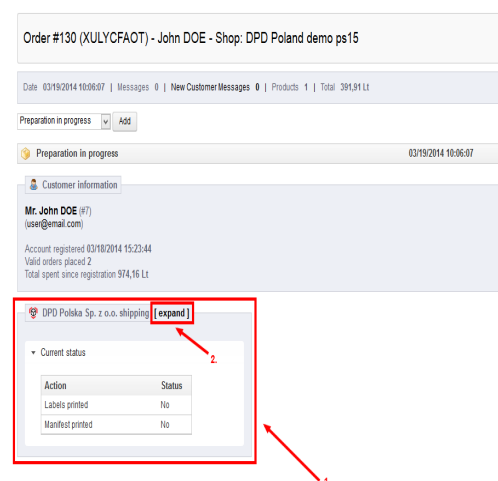 Order #130 (XULYCFAOT) - John DOE - Shop: DPD Poland demo ps15
Date 03/19/2014 10:06:07 | Messages 0 | New Customer Messages 0 | Products 1 | Total 391,91 Lt
Preparation in progress Add
Preparation in progress 03/19/2014 10:06:07
Customer information
Mr. John DOE (#7)
(user@email.com)
Account registered 03/18/2014 15:23:44
Valid orders placed 2
Total spent since registration 974,16 Lt
DPD Polska Sp. z o.o. shipping [ expand ]
2.
Current status
Action Status
Labels printed No
Manifest printed No